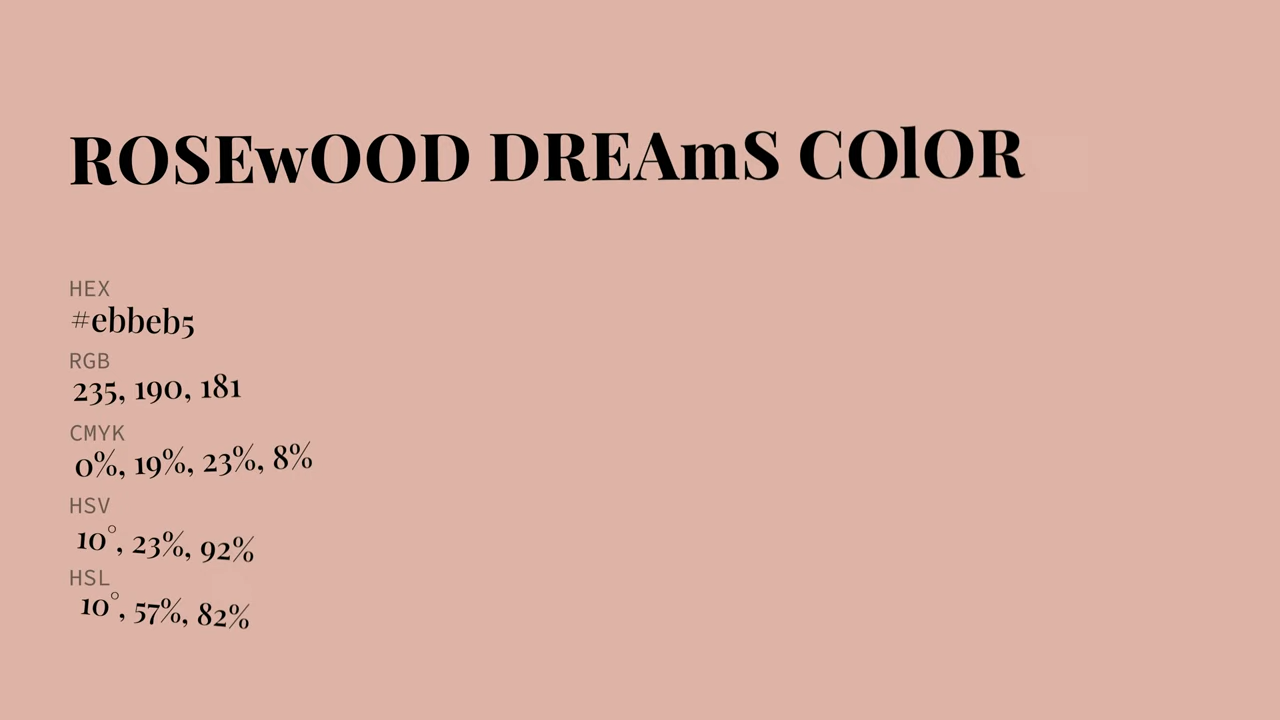 ROSEwOOD DREAmS COlOR
HEX
#ebbeb5
RGB
235, 190, 181
CMYK
0%, 19%, 23%, 8%
HSV
10°, 23%, 92%
HSL
10°, 57%, 82%